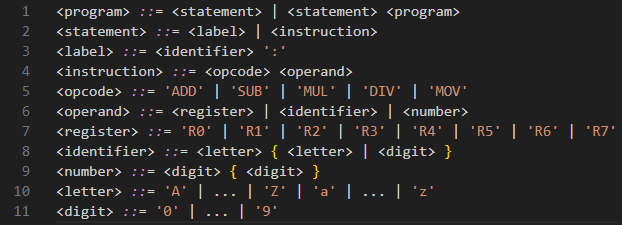 1 <program> ::= <statement> | <statement> <program>
2 <statement> ::= <label> | <instruction>
3 <label> ::= <identifier> ':'
4 <instruction> ::= <opcode> <operand>
5 <opcode> ::= 'ADD' | 'SUB' | 'MUL' | 'DIV' | 'MOV'
6 <operand> ::= <register> | <identifier> | <number>
7 <register> ::= 'R0' | 'R1' | 'R2' | 'R3' | 'R4' | 'R5' | 'R6' | 'R7'
8 <identifier> ::= <letter> { <letter> | <digit> }
9 <number> ::= <digit> { <digit> }
10 <letter> ::= 'A' | ... | 'Z' | 'a' | ... | 'z'
11 <digit> ::= '0' | ... | '9'